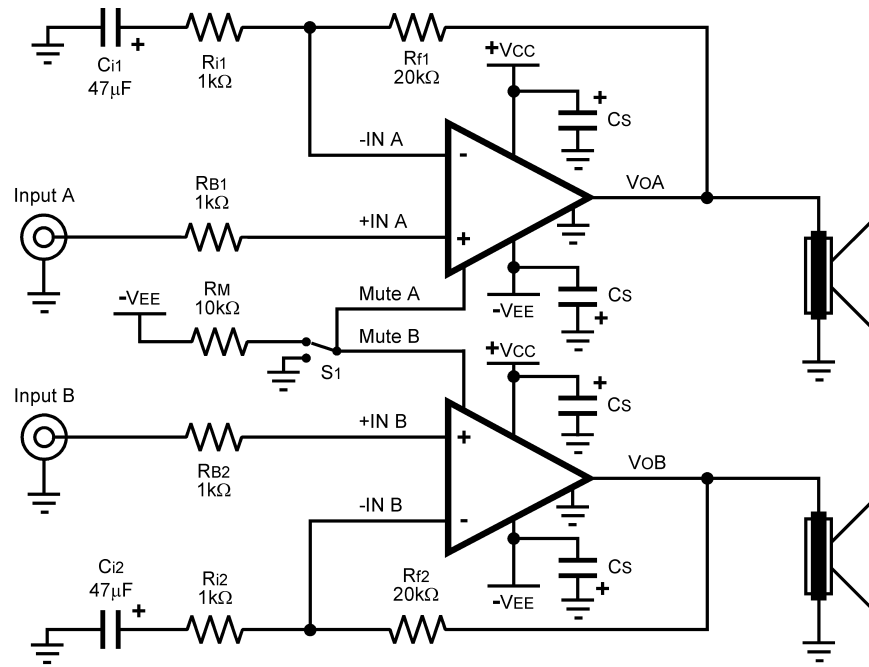 Ci1
47μF
+
Ri1
1kΩ
Rf1
20kΩ
+VCC
+
CS
-IN A
-
Input A
RB1
1kΩ
+IN A
+
VOA
-VEE
RM
10kΩ
Mute A
Mute B
S1
-VEE
CS
+
+VCC
+
CS
Input B
RB2
1kΩ
+IN B
+
VOB
-IN B
-
Ci2
47μF
+
Ri2
1kΩ
Rf2
20kΩ
-VEE
CS
+